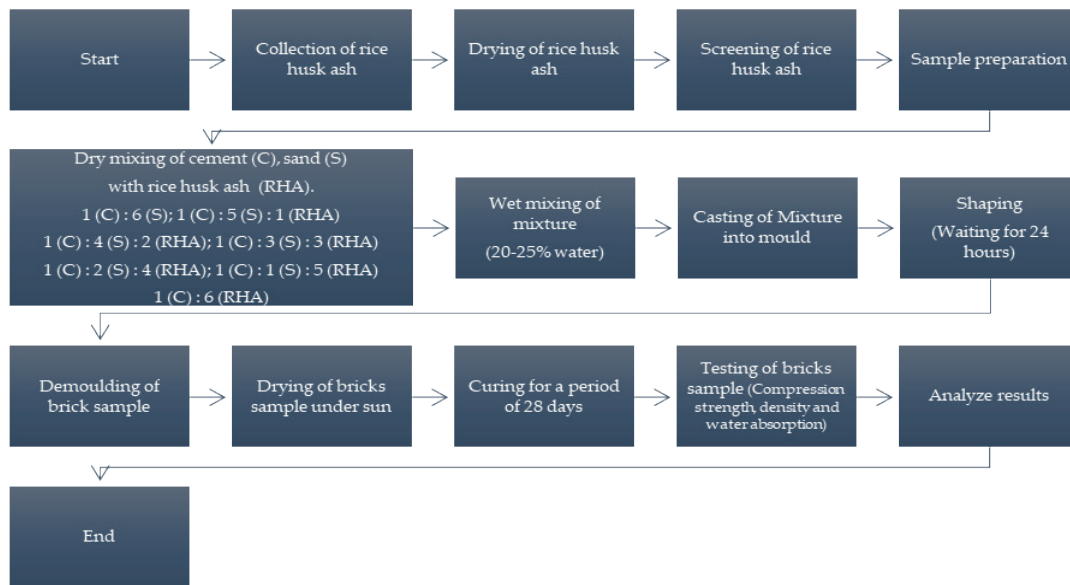 Start
Collection of rice
husk ash
Drying of rice husk
ash
Screening of rice
husk ash
Sample preparation
Dry mixing of cement (C), sand (S)
with rice husk ash (RHA).
1 (C) : 6 (S); 1 (C) : 5 (S) : 1 (RHA)
1 (C) : 4 (S) : 2 (RHA); 1 (C) : 3 (S) : 3 (RHA)
1 (C) : 2 (S) : 4 (RHA); 1 (C) : 1 (S) : 5 (RHA)
1 (C) : 6 (RHA)
Wet mixing of
mixture
(20-25% water)
Casting of Mixture
into mould
Shaping
(Waiting for 24
hours)
Demoulding of
brick sample
Drying of bricks
sample under sun
Curing for a period
of 28 days
Testing of bricks
sample (Compression
strength, density and
water absorption)
Analyze results
End